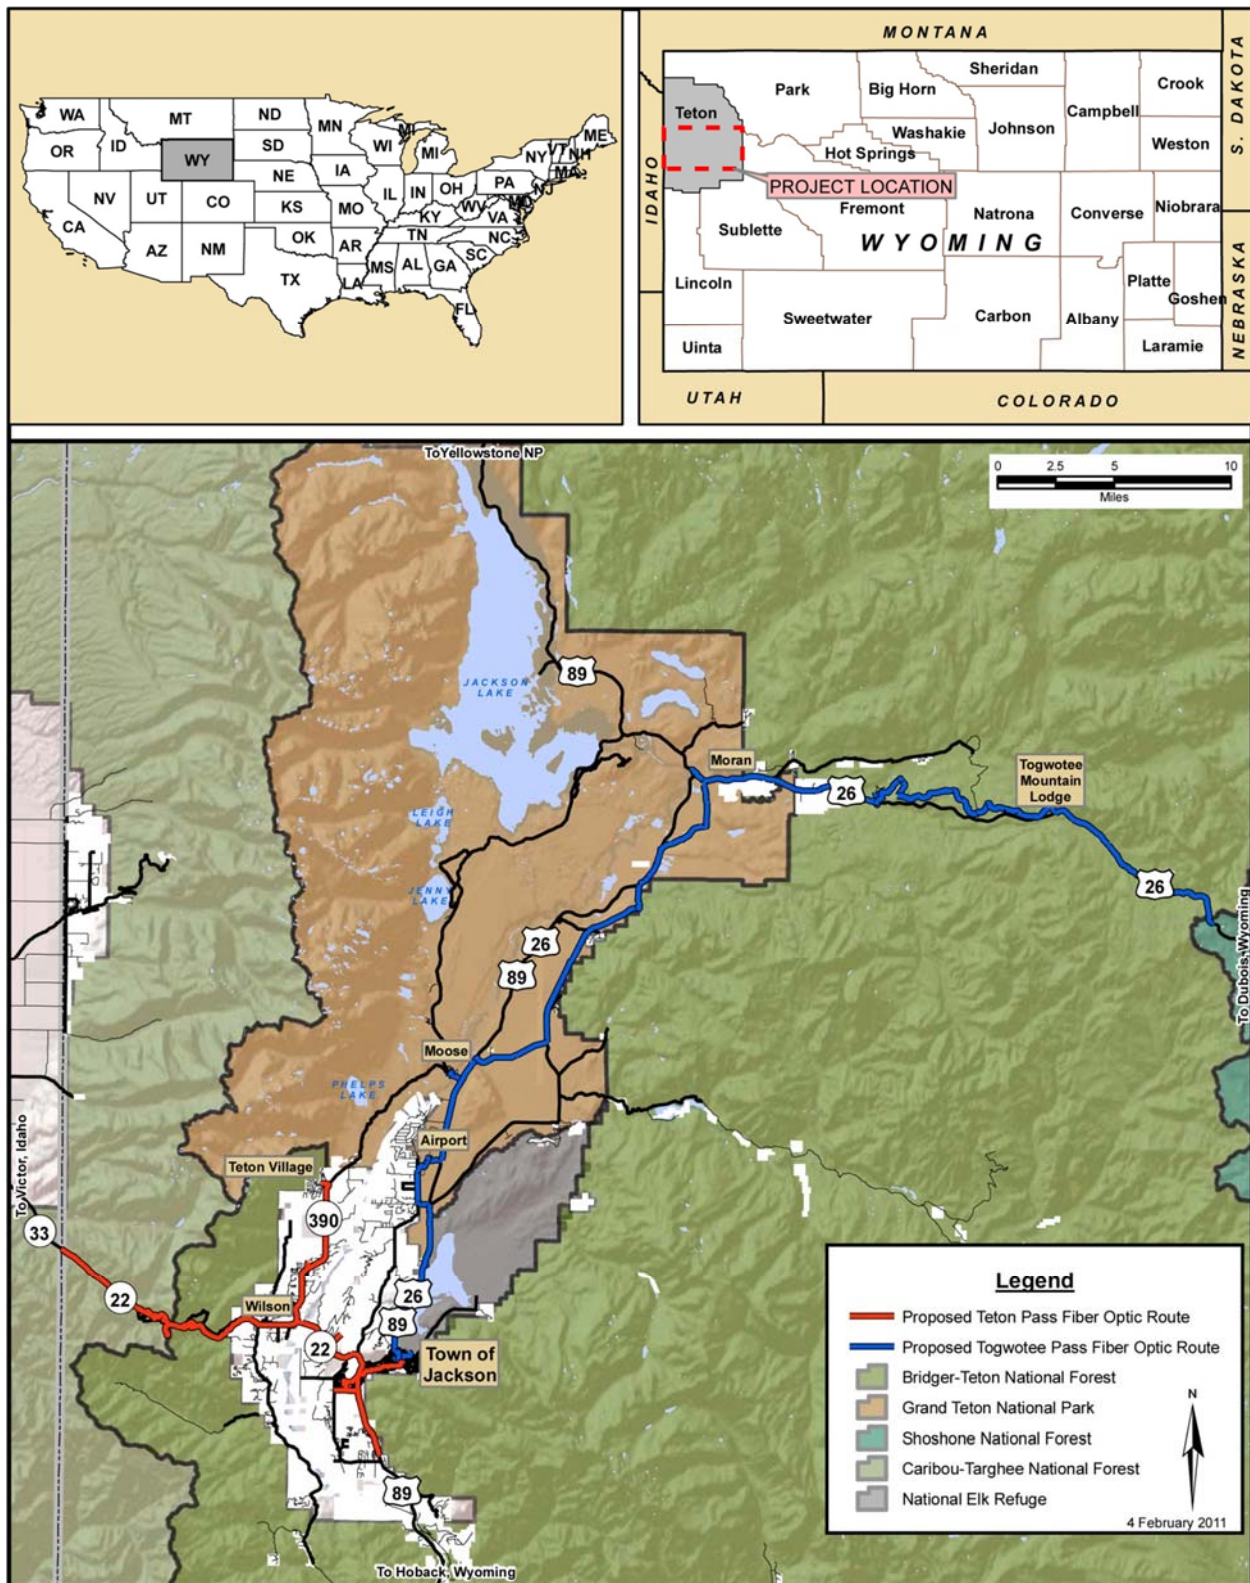 WA
MT
ND
MN
OR
ID
WY
SD
WI
MI
MI
NY
VT
NH
ME
MA
NV
UT
CO
NE
IA
IL
IN
OH
PA
NJ
MD
CA
AZ
NM
KS
MO
KY
WV
VA
OK
AR
TN
NC
SC
TX
LA
MS
AL
GA
FL
MONTANA
S. DAKOTA
IDAHO
Teton
Park
Big Horn
Sheridan
Johnson
Campbell
Crook
Weston
Washakie
Hot Springs
PROJECT LOCATION
Fremont
Natrona
Converse
Niobrara
Sublette
WYOMING
Lincoln
Sweetwater
Carbon
Albany
Platte
Goshen
Uinta
Laramie
NEBRASKA
UTAH
COLORADO
To Yellowstone NP
0 2.5 5 10
Miles
JACKSON
LAKE
89
Moran
26
Togwotee
Mountain
Lodge
LEIGH
LAKE
JENNY
LAKE
26
26
89
To Dubois, Wyoming
Moose
PHELPS
LAKE
Airport
Teton Village
To Victor, Idaho
33
390
22
Wilson
26
89
22
Town of
Jackson
89
To Hoback, Wyoming
Legend
Proposed Teton Pass Fiber Optic Route
Proposed Togwotee Pass Fiber Optic Route
Bridger-Teton National Forest
Grand Teton National Park
Shoshone National Forest
Caribou-Targhee National Forest
National Elk Refuge
N
4 February 2011